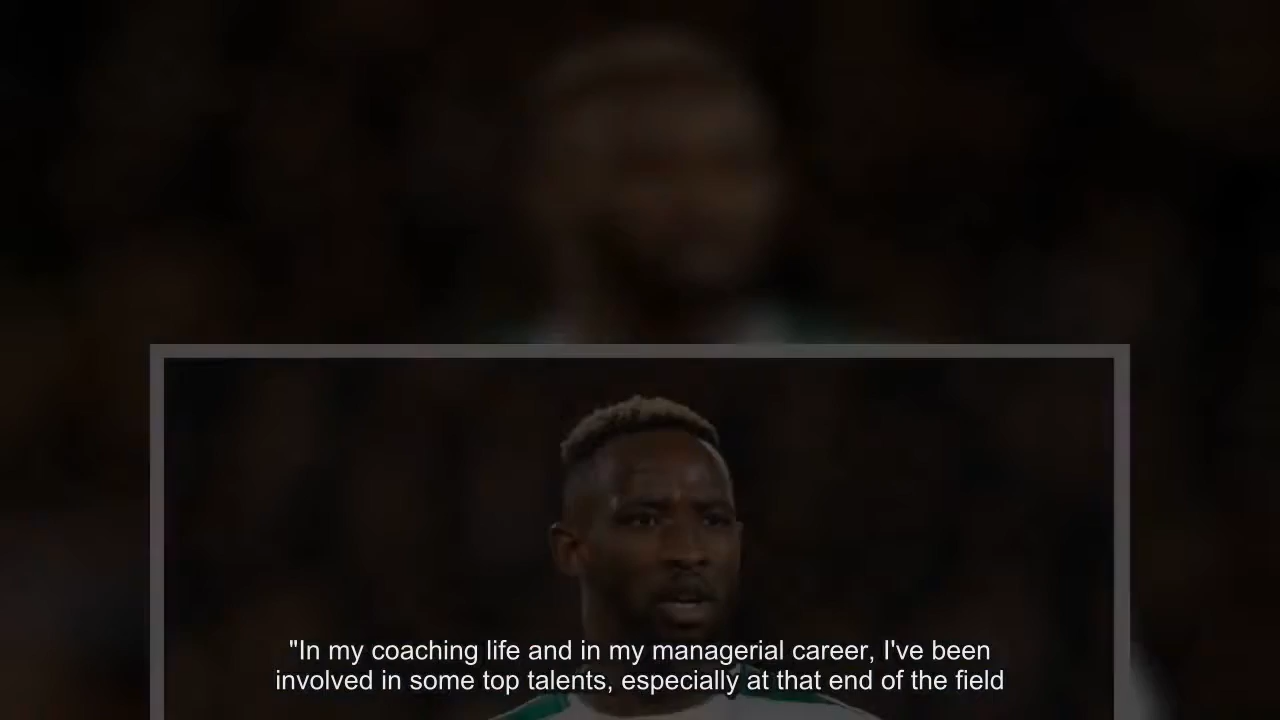 "In my coaching life and in my managerial career, I've been
involved in some top talents, especially at that end of the field